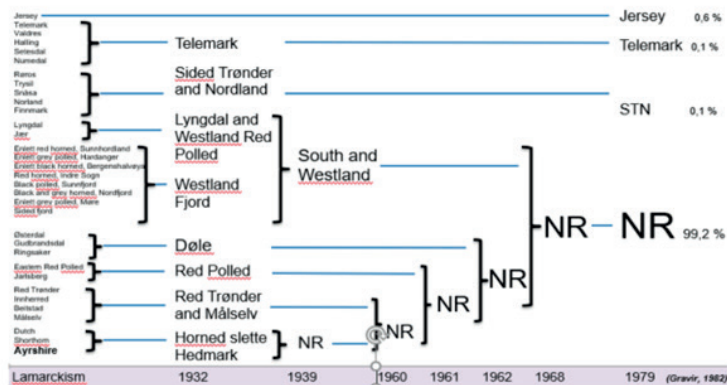 Jersey
Telemark
Valdres
Halling
Setesdal
Numedal
Røros
Trysil
Snåsa
Norland
Finnmark
Lyngdal
Jær
Enlett red horned, Sunnhordland
Enlett grey polled, Hardanger
Enlett black horned, Bergenshalvøya
Red horned, Indre Sogn
Black polled, Sunnfjord
Black and grey horned, Nordfjord
Enlett grey polled, Møre
Sided fjord
Østerdal
Gudbrandsdal
Ringsaker
Eastern Red Polled
Jarlsberg
Red Trønder
Innherred
Beitstad
Målselv
Dutch
Shorthorn
Ayrshire
Telemark
Sided Trønder
and Nordland
Lyngdal and
Westland Red
Polled
Westland
Fjord
Døle
Red Polled
Red Trønder
and Målselv
Horned slette
Hedmark
South and
Westland
NR
NR
NR
NR
NR
Jersey 0,6 %
Telemark 0,1 %
STN 0,1 %
NR 99,2 %
Lamarckism 1932 1939 1960 1961 1962 1968 1979 (Gravir, 1982)